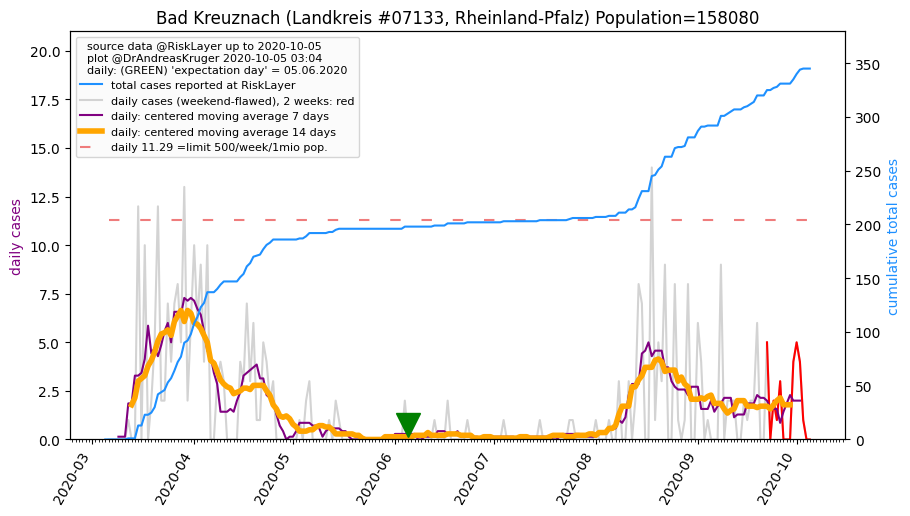 Bad Kreuznach (Landkreis #07133, Rheinland-Pfalz) Population=158080
source data @RiskLayer up to 2020-10-05
plot @DrAndreasKruger 2020-10-05 03:04
daily: (GREEN) 'expectation day' = 05.06.2020
total cases reported at RiskLayer
daily cases (weekend-flawed), 2 weeks: red
daily: centered moving average 7 days
daily: centered moving average 14 days
daily 11.29 =limit 500/week/1mio pop.
daily cases
20.0
17.5
15.0
12.5
10.0
7.5
5.0
2.5
0.0
350
300
250
200
150
100
50
0
cumulative total cases
2020-03
2020-04
2020-05
2020-06
2020-07
2020-08
2020-09
2020-10